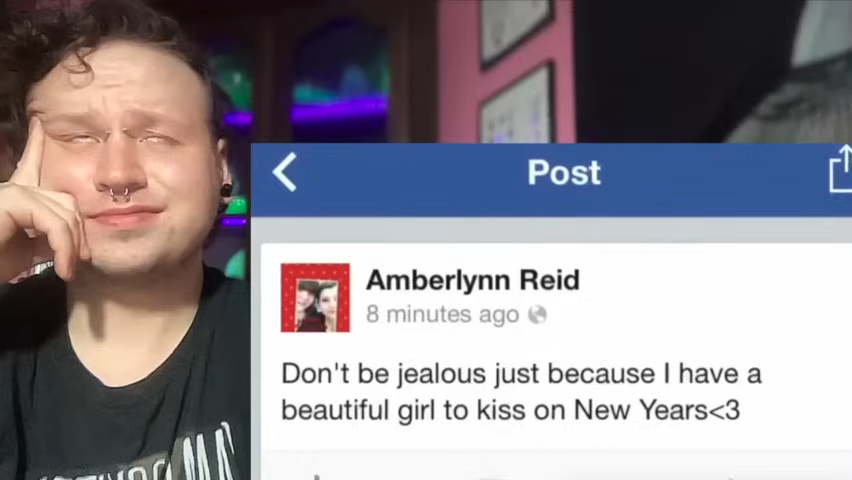 Post
Amberlynn Reid
8 minutes ago
Don't be jealous just because I have a
beautiful girl to kiss on New Years<3